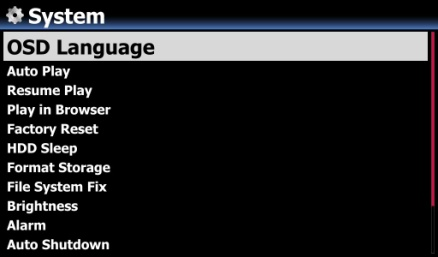 System
OSD Language
Auto Play
Resume Play
Play in Browser
Factory Reset
HDD Sleep
Format Storage
File System Fix
Brightness
Alarm
Auto Shutdown